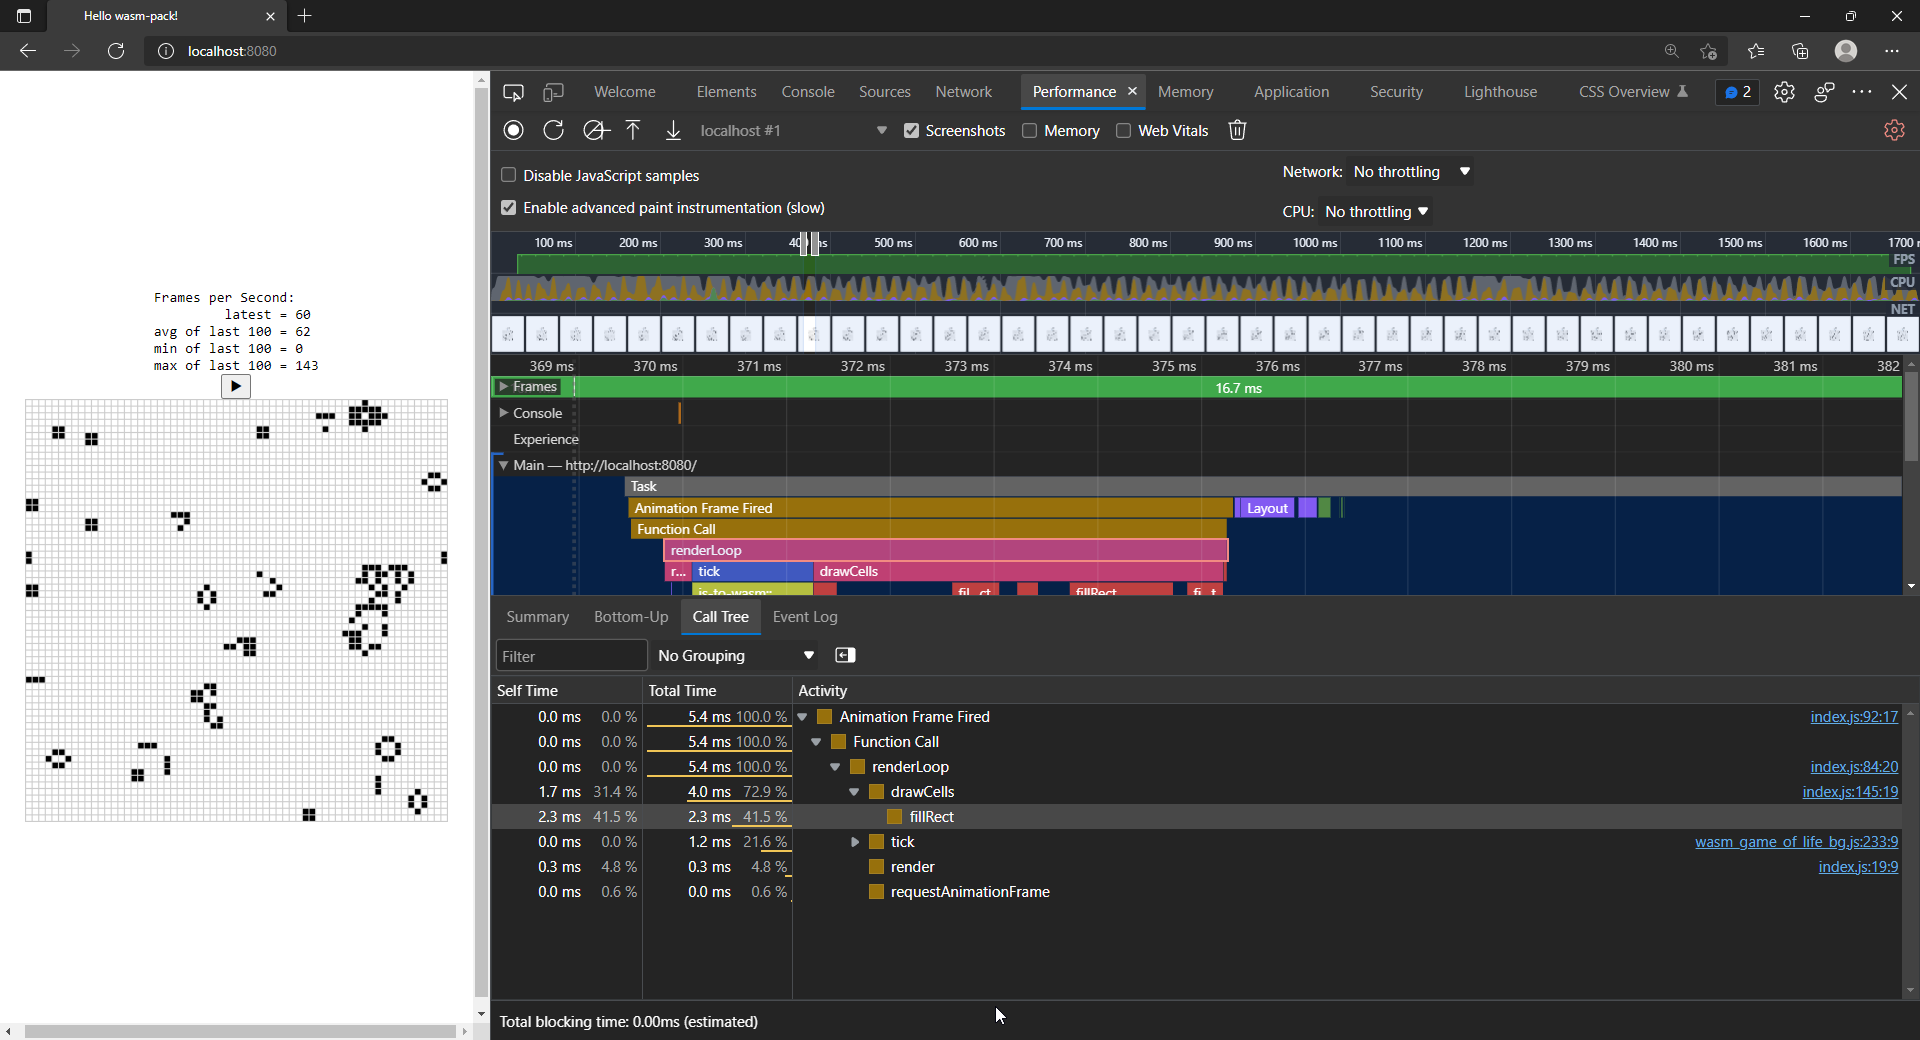 Hello wasm-pack!
localhost:8080
Frames per Second:
latest = 60
avg of last 100 = 62
min of last 100 = 0
max of last 100 = 143
Welcome Elements Console Sources Network Performance Memory Application Security Lighthouse CSS Overview 2
localhost #1 Screenshots Memory Web Vitals
Disable JavaScript samples
Network: No throttling
Enable advanced paint instrumentation (slow)
CPU: No throttling
100 ms 200 ms 300 ms 500 ms 600 ms 700 ms 800 ms 900 ms 1000 ms 1100 ms 1200 ms 1300 ms 1400 ms 1500 ms 1600 ms 1700
FPS
CPU
NET
369 ms 370 ms 371 ms 372 ms 373 ms 374 ms 375 ms 376 ms 377 ms 378 ms 379 ms 380 ms 381 ms 382
Frames 16.7 ms
Console
Experience
Main — http://localhost:8080/
Task
Animation Frame Fired Layout
Function Call
renderLoop
r... tick drawCells
js-to-wasm:: fil...ct fillRect fi...t
Summary Bottom-Up Call Tree Event Log
Filter No Grouping
Self Time Total Time Activity
0.0 ms 0.0 % 5.4 ms 100.0 % Animation Frame Fired index.js:92:17
0.0 ms 0.0 % 5.4 ms 100.0 % Function Call
0.0 ms 0.0 % 5.4 ms 100.0 % renderLoop index.js:84:20
1.7 ms 31.4 % 4.0 ms 72.9 % drawCells index.js:145:19
2.3 ms 41.5 % 2.3 ms 41.5 % fillRect
0.0 ms 0.0 % 1.2 ms 21.6 % tick wasm_game_of_life_bg.js:233:9
0.3 ms 4.8 % 0.3 ms 4.8 % render index.js:19:9
0.0 ms 0.6 % 0.0 ms 0.6 % requestAnimationFrame
Total blocking time: 0.00ms (estimated)